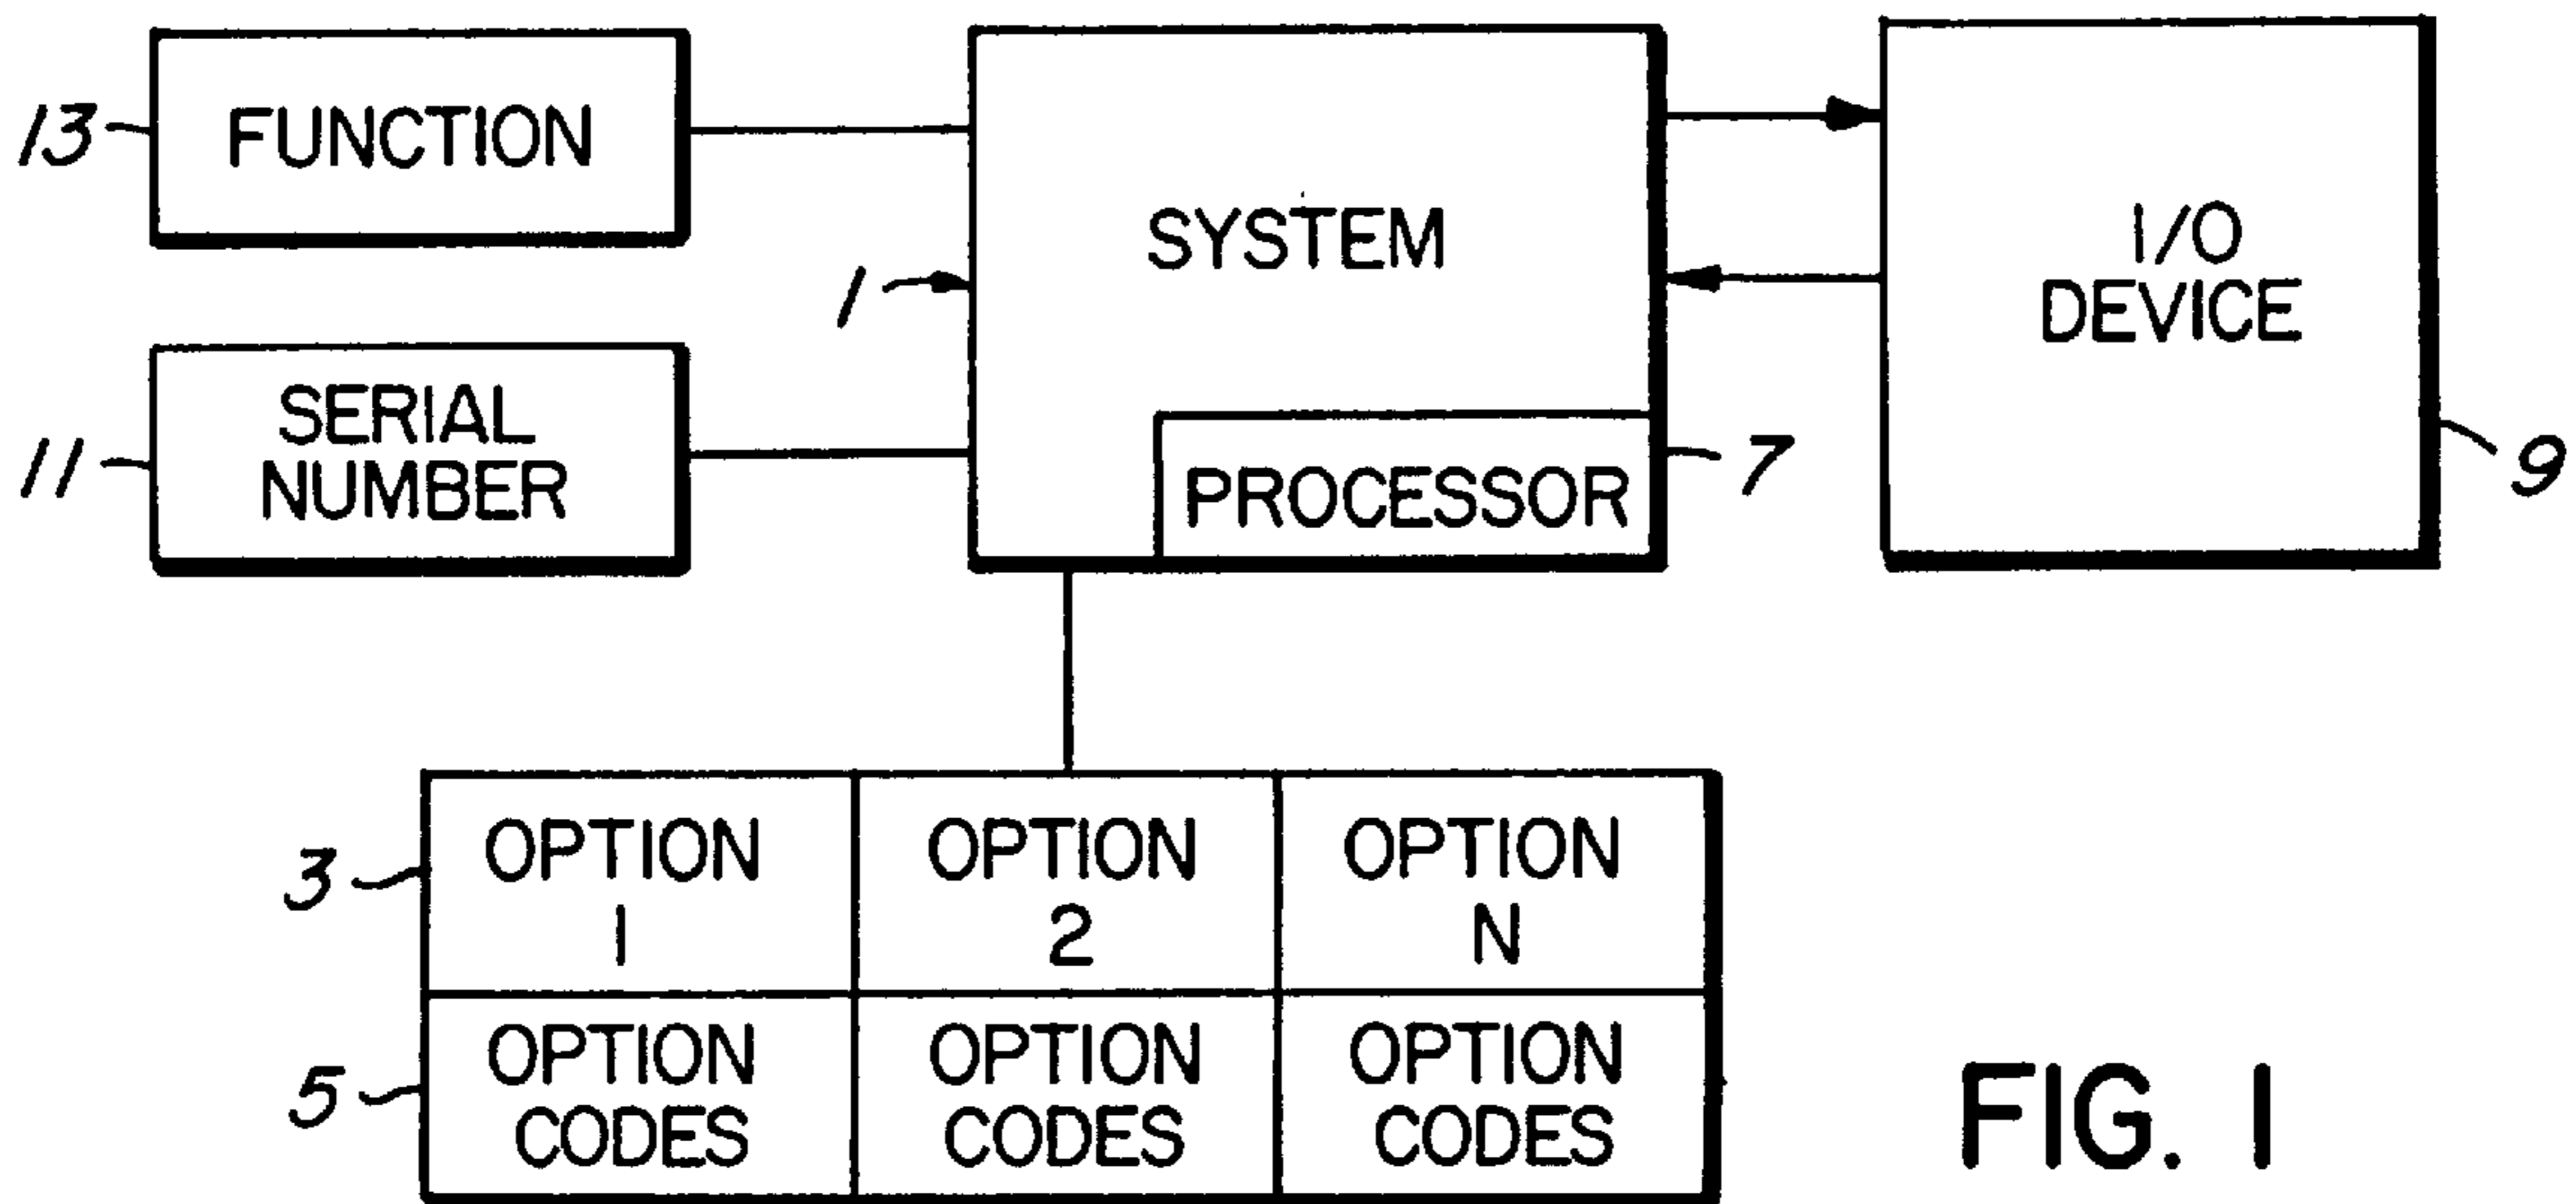 13
FUNCTION
11
SERIAL
NUMBER
1
SYSTEM
PROCESSOR
7
I/O
DEVICE
9
3
OPTION
1
OPTION
2
OPTION
N
5
OPTION
CODES
OPTION
CODES
OPTION
CODES
FIG. 1